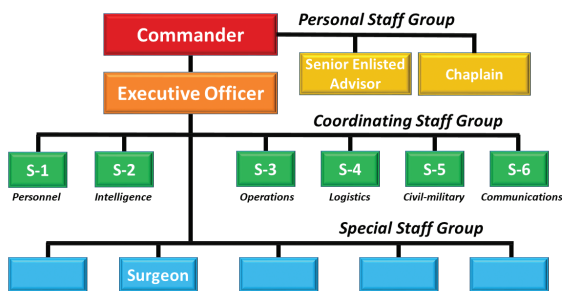 Personal Staff Group
Commander
Senior Enlisted
Advisor
Chaplain
Executive Officer
Coordinating Staff Group
S-1
S-2
S-3
S-4
S-5
S-6
Personnel
Intelligence
Operations
Logistics
Civil-military
Communications
Special Staff Group
Surgeon